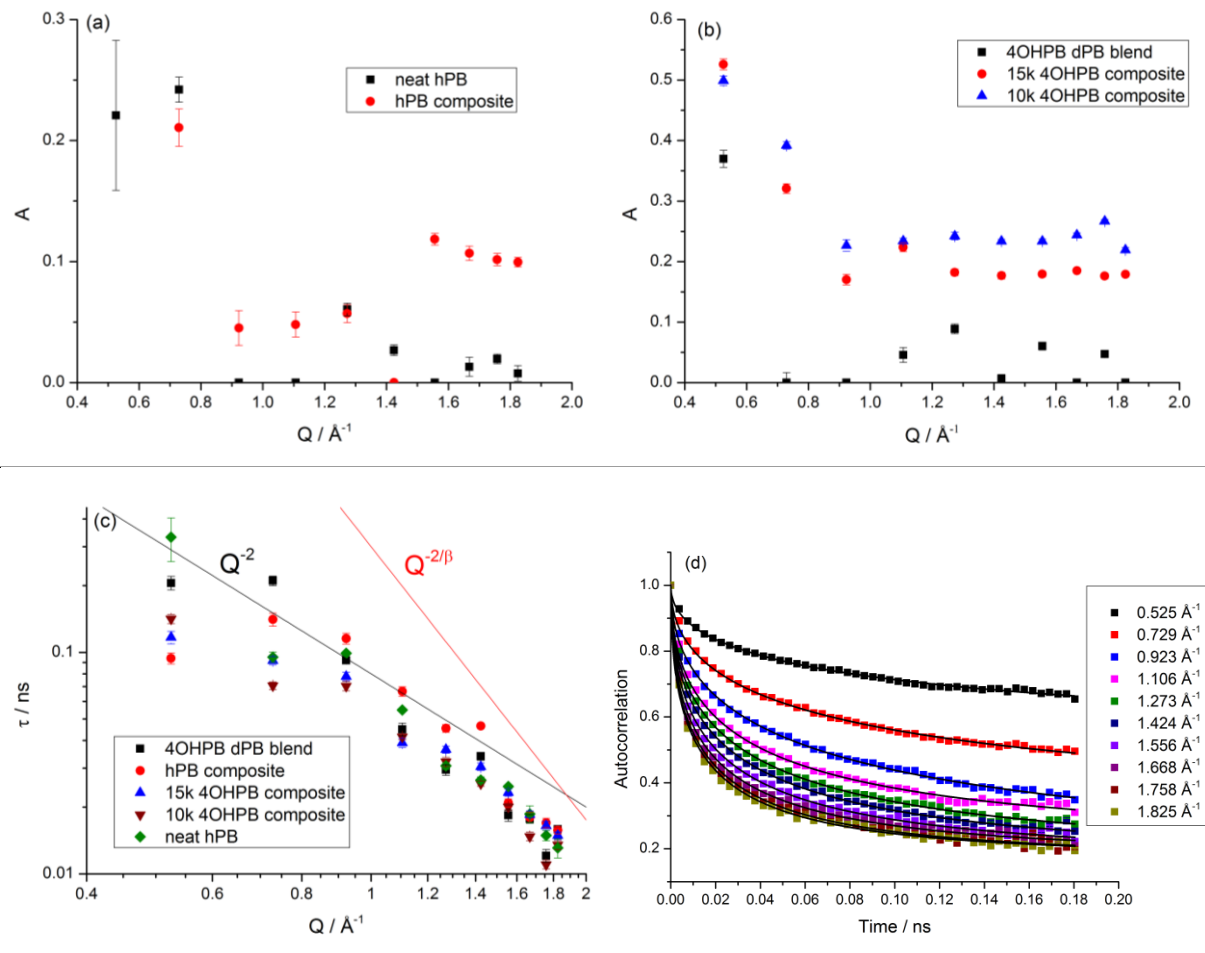 (a)
neat hPB
hPB composite
0.3
0.2
0.1
0.0
A
0.4 0.6 0.8 1.0 1.2 1.4 1.6 1.8 2.0
Q / Å-1
(b)
4OHPB dPB blend
15k 4OHPB composite
10k 4OHPB composite
0.6
0.5
0.4
0.3
0.2
0.1
0.0
A
0.4 0.6 0.8 1.0 1.2 1.4 1.6 1.8 2.0
Q / Å-1
(c)
Q-2
Q-2/β
0.1
0.01
τ / ns
4OHPB dPB blend
hPB composite
15k 4OHPB composite
10k 4OHPB composite
neat hPB
0.4 0.6 0.8 1 1.2 1.4 1.6 1.8 2
Q / Å-1
(d)
1.0
0.8
0.6
0.4
0.2
Autocorrelation
0.525 Å-1
0.729 Å-1
0.923 Å-1
1.106 Å-1
1.273 Å-1
1.424 Å-1
1.556 Å-1
1.668 Å-1
1.758 Å-1
1.825 Å-1
0.00 0.02 0.04 0.06 0.08 0.10 0.12 0.14 0.16 0.18 0.20
Time / ns